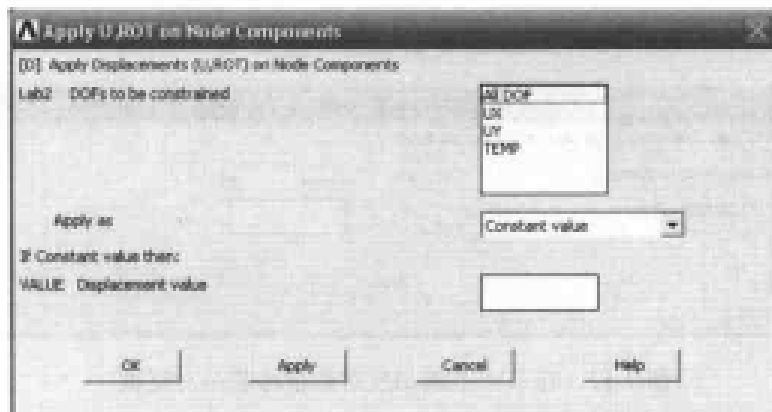 Apply U,ROT on Node Components
[D] Apply Displacements (U,ROT) on Node Components
Lab2 DOFs to be constrained
All DOF
UX
UY
TEMP
Apply as
Constant value
If Constant value then:
VALUE Displacement value
OK
Apply
Cancel
Help